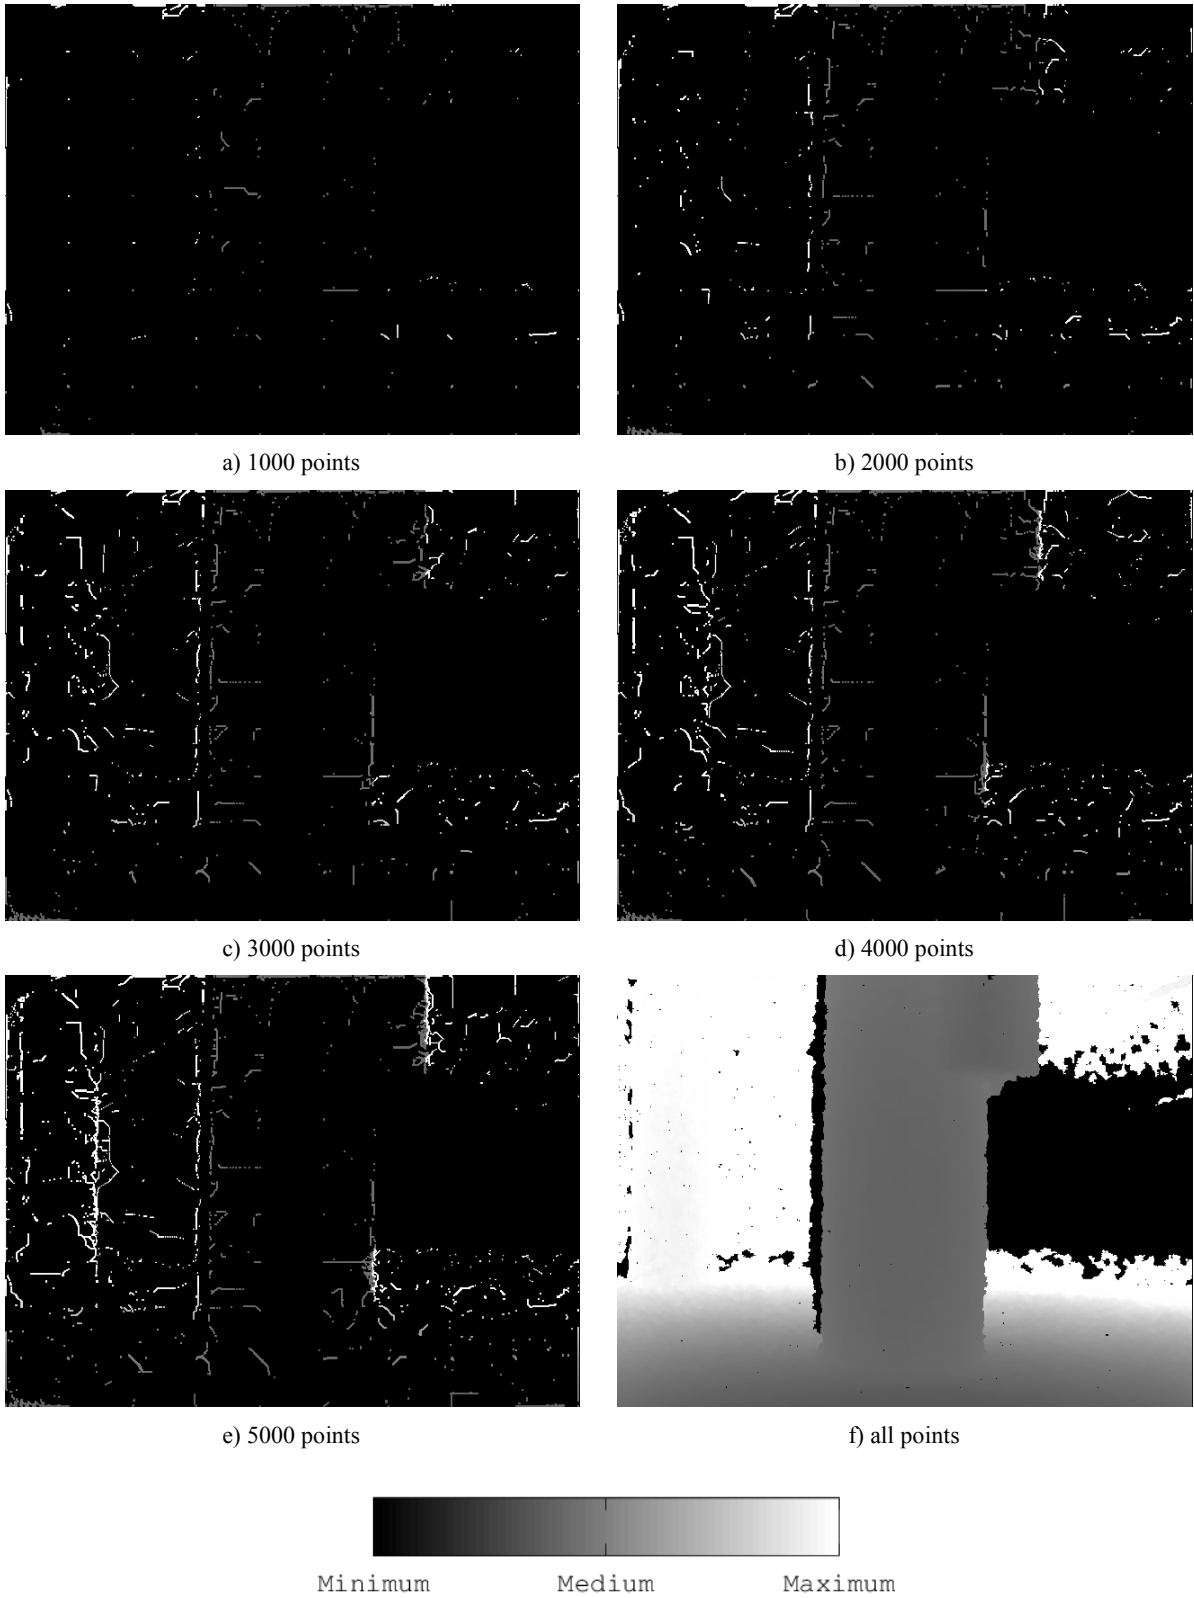 a) 1000 points
b) 2000 points
c) 3000 points
d) 4000 points
e) 5000 points
f) all points
Minimum Medium Maximum